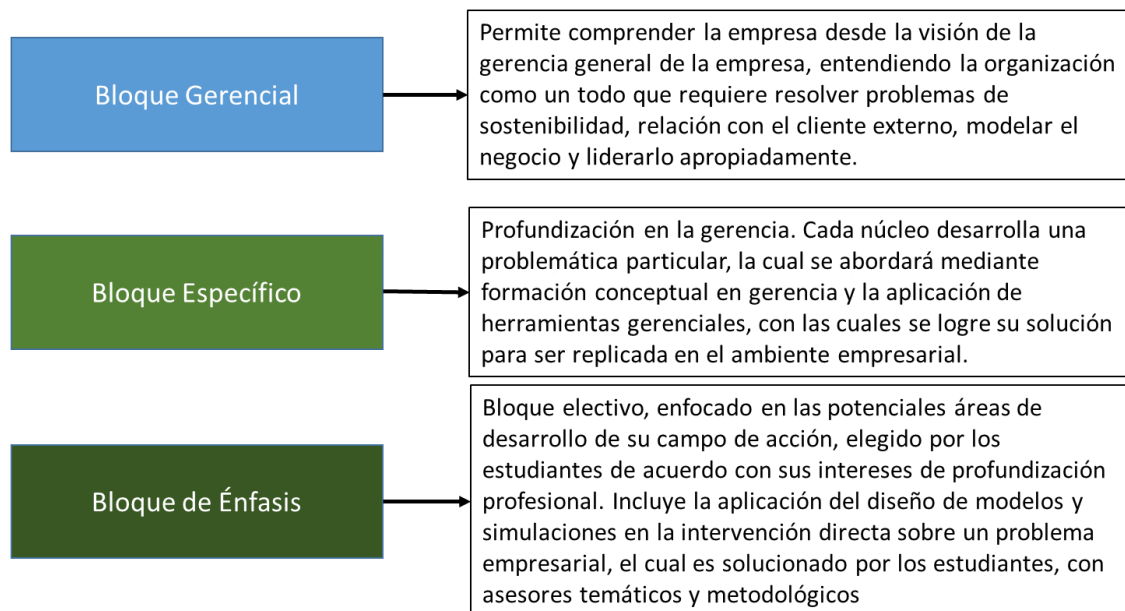 Bloque Gerencial
Permite comprender la empresa desde la visión de la
gerencia general de la empresa, entendiendo la organización
como un todo que requiere resolver problemas de
sostenibilidad, relación con el cliente externo, modelar el
negocio y liderarlo apropiadamente.
Bloque Específico
Profundización en la gerencia. Cada núcleo desarrolla una
problemática particular, la cual se abordará mediante
formación conceptual en gerencia y la aplicación de
herramientas gerenciales, con las cuales se logre su solución
para ser replicada en el ambiente empresarial.
Bloque de Énfasis
Bloque electivo, enfocado en las potenciales áreas de
desarrollo de su campo de acción, elegido por los
estudiantes de acuerdo con sus intereses de profundización
profesional. Incluye la aplicación del diseño de modelos y
simulaciones en la intervención directa sobre un problema
empresarial, el cual es solucionado por los estudiantes, con
asesores temáticos y metodológicos